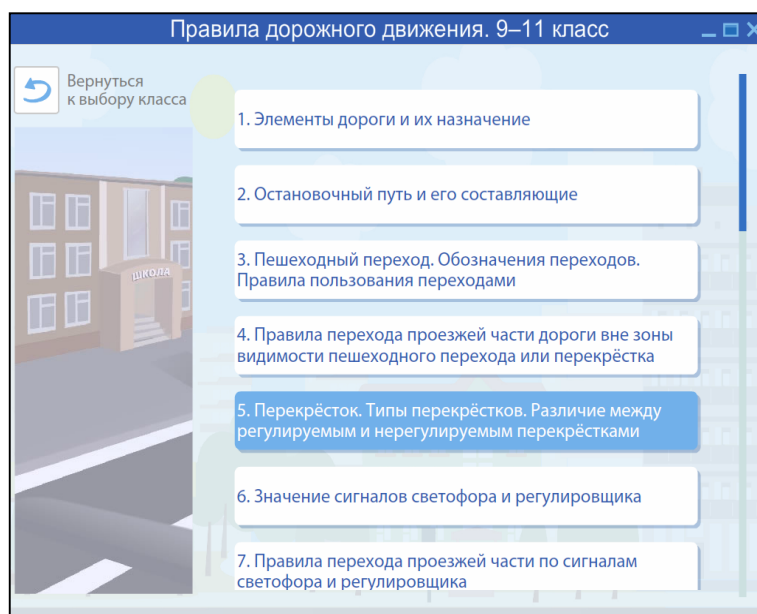 Правила дорожного движения. 9–11 класс
Вернуться
к выбору класса
1. Элементы дороги и их назначение
2. Остановочный путь и его составляющие
3. Пешеходный переход. Обозначения переходов.
Правила пользования переходами
ШКОЛА
4. Правила перехода проезжей части дороги вне зоны
видимости пешеходного перехода или перекрёстка
5. Перекрёсток. Типы перекрёстков. Различие между
регулируемым и нерегулируемым перекрёстками
6. Значение сигналов светофора и регулировщика
7. Правила перехода проезжей части по сигналам
светофора и регулировщика